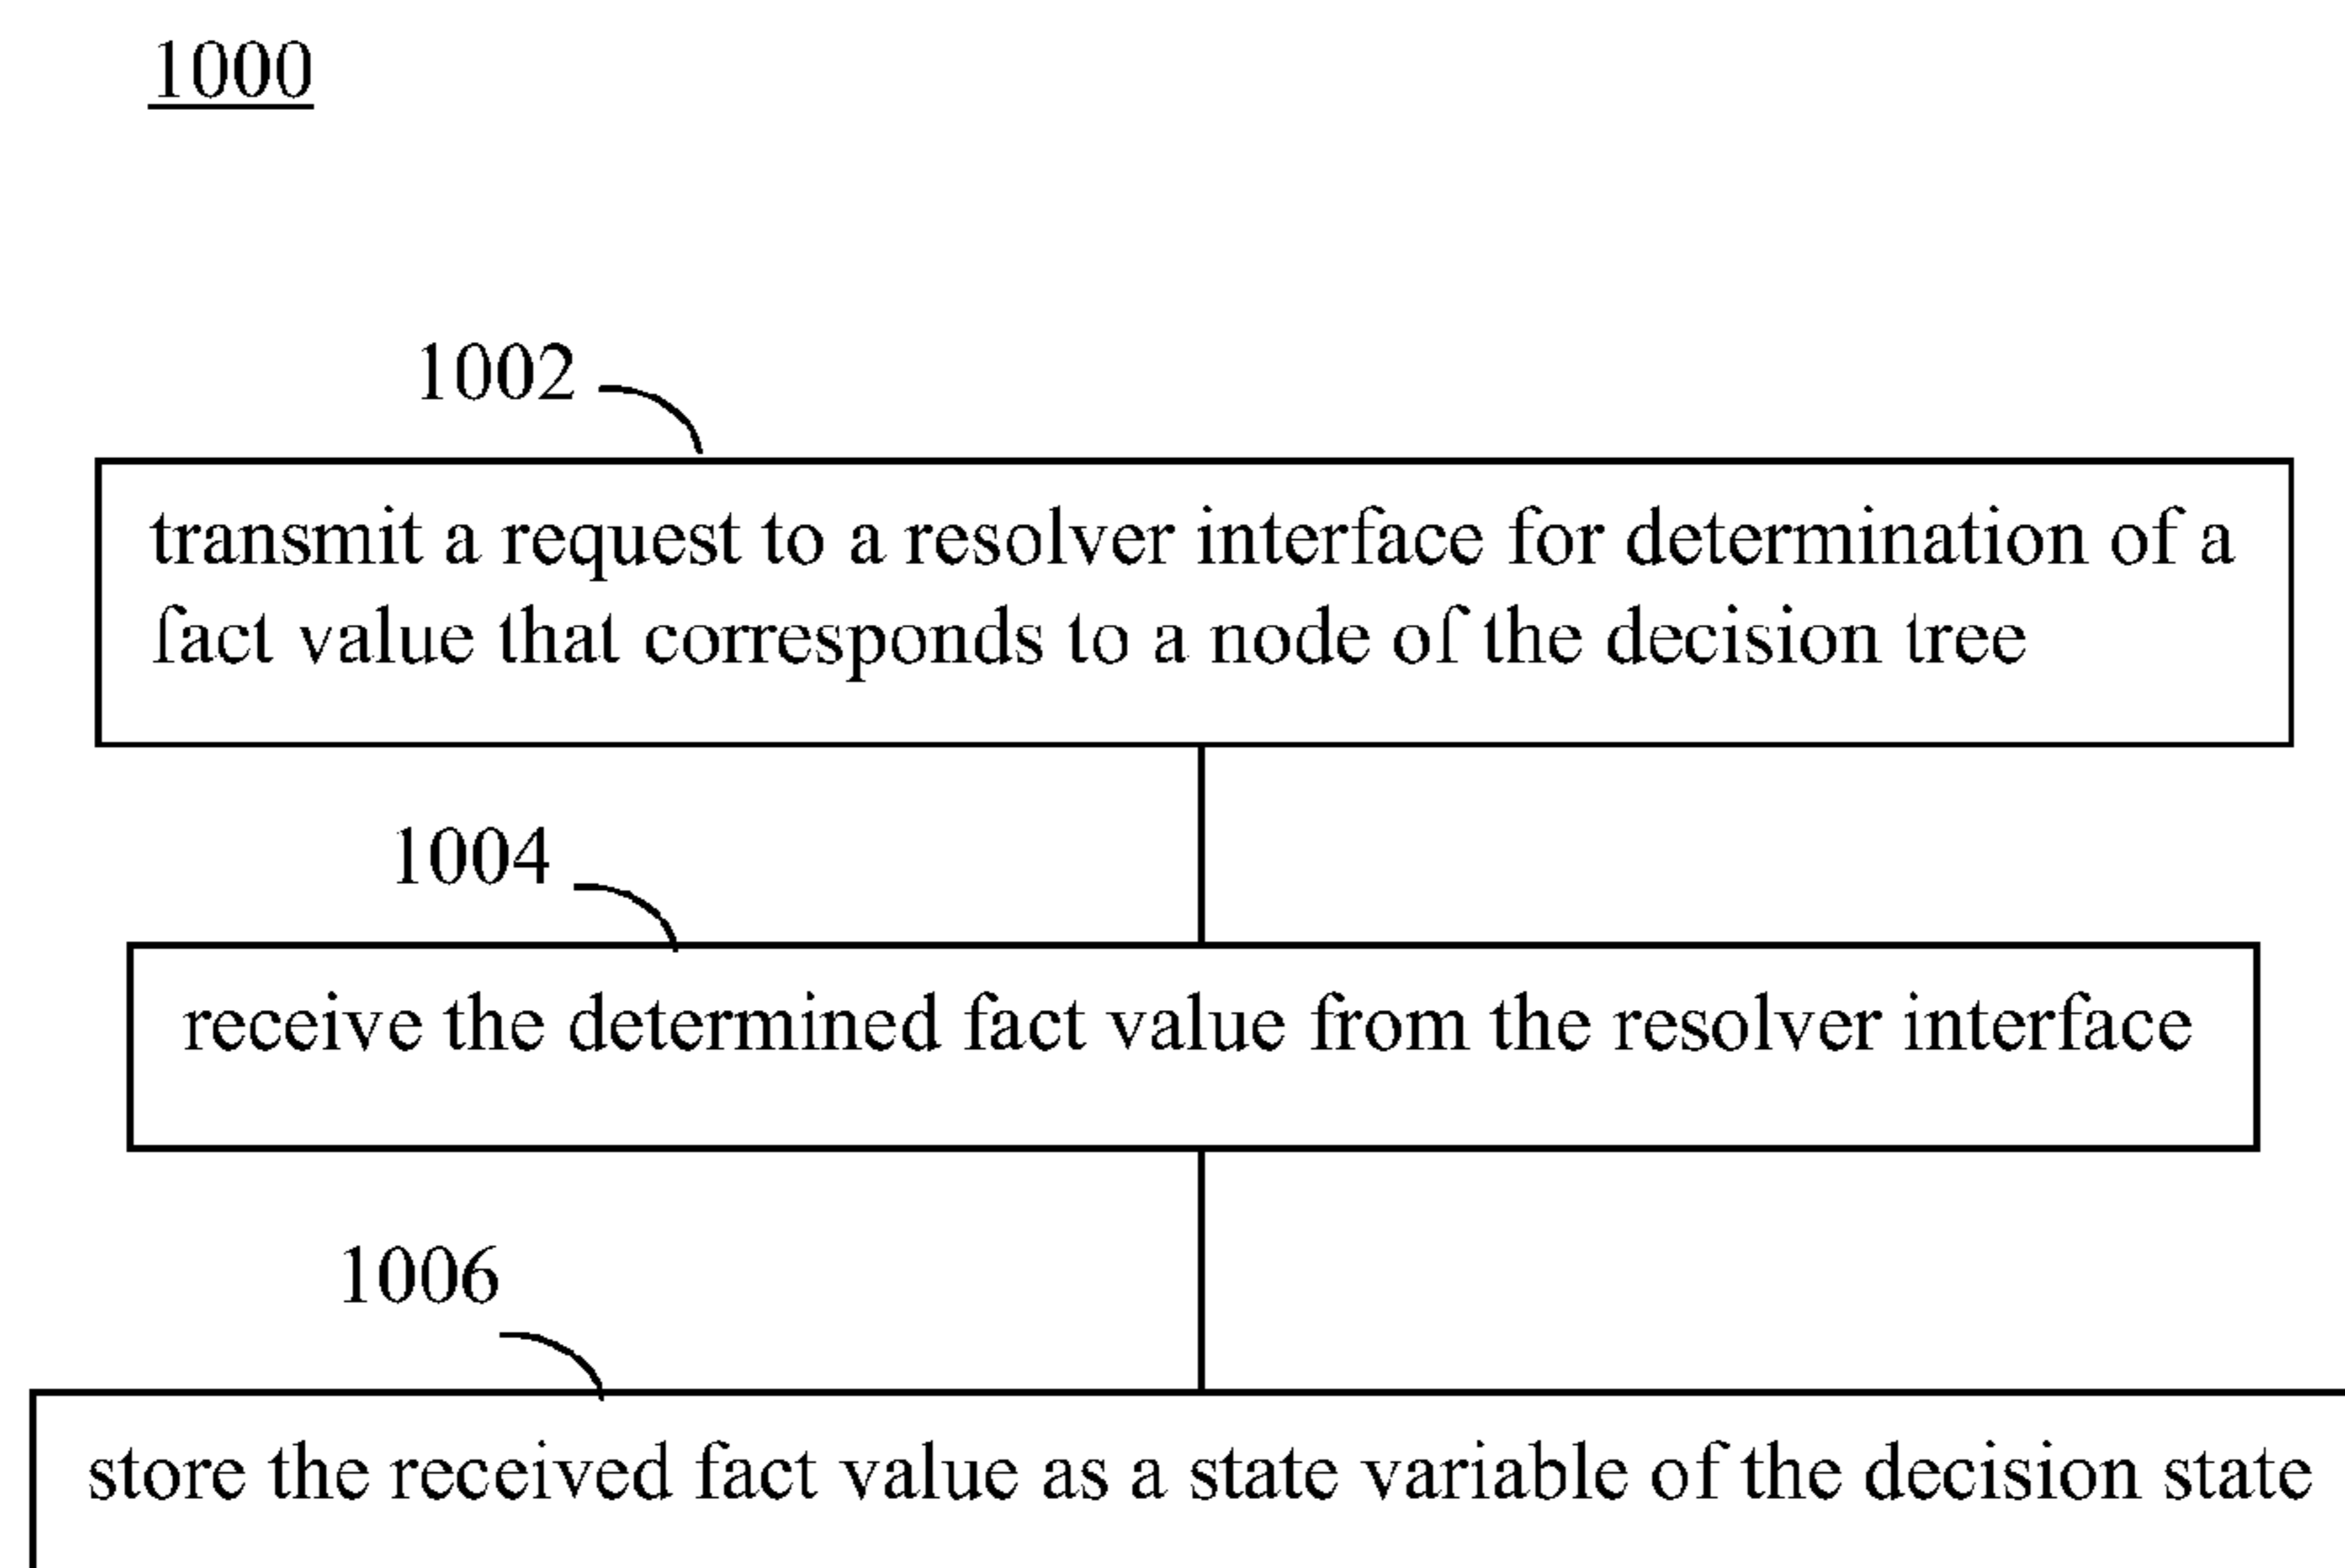 1000
1002
transmit a request to a resolver interface for determination of a
fact value that corresponds to a node of the decision tree
1004
receive the determined fact value from the resolver interface
1006
store the received fact value as a state variable of the decision state